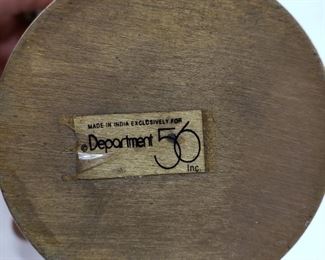 MADE IN INDIA EXCLUSIVELY FOR
© Department 56
Inc.